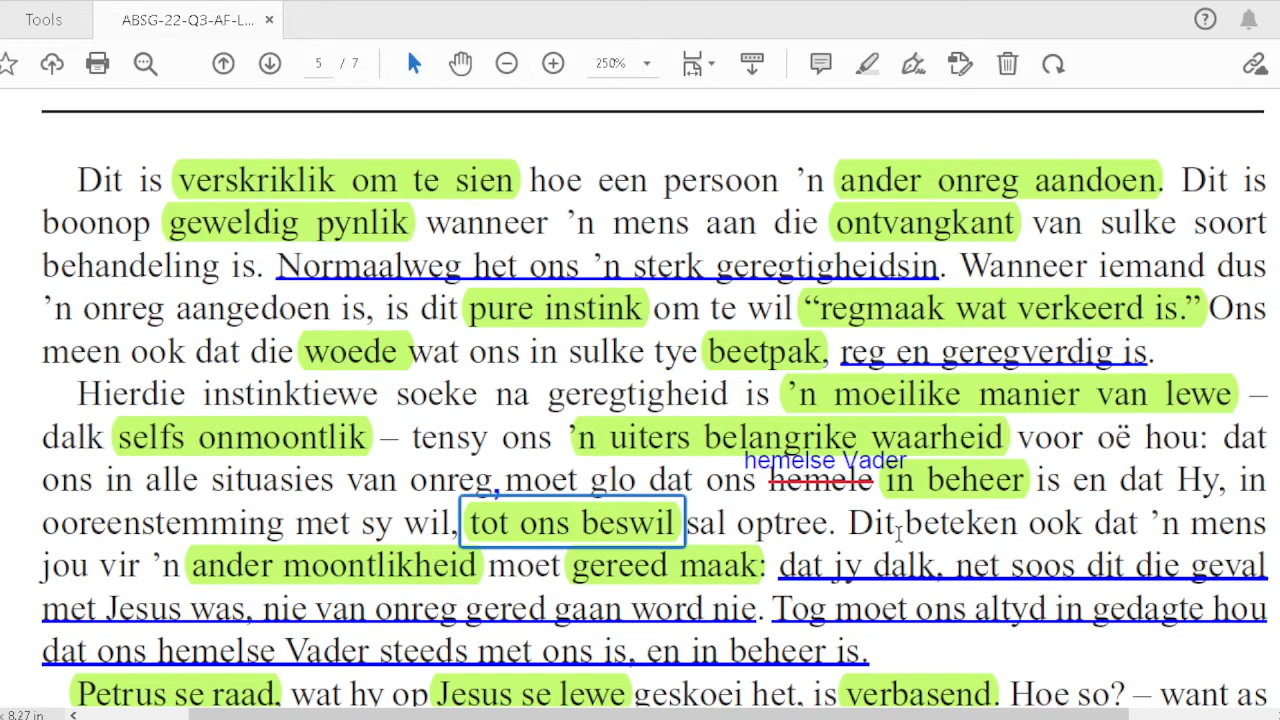 Tools ABSG-22-Q3-AF-L... ×
5 / 7 250%
Dit is verskriklik om te sien hoe een persoon ’n ander onreg aandoen. Dit is
boonop geweldig pynlik wanneer ’n mens aan die ontvangkant van sulke soort
behandeling is. Normaalweg het ons ’n sterk geregtigheidsin. Wanneer iemand dus
’n onreg aangedoen is, is dit pure instink om te wil “regmaak wat verkeerd is.” Ons
meen ook dat die woede wat ons in sulke tye beetpak, reg en geregverdig is.
Hierdie instinktiewe soeke na geregtigheid is ’n moeilike manier van lewe –
dalk selfs onmoontlik – tensy ons ’n uiters belangrike waarheid voor oë hou: dat
hemelse Vader
ons in alle situasies van onreg, moet glo dat ons hemele in beheer is en dat Hy, in
ooreenstemming met sy wil, tot ons beswil sal optree. Dit beteken ook dat ’n mens
jou vir ’n ander moontlikheid moet gereed maak: dat jy dalk, net soos dit die geval
met Jesus was, nie van onreg gered gaan word nie. Tog moet ons altyd in gedagte hou
dat ons hemelse Vader steeds met ons is, en in beheer is.
Petrus se raad, wat hy op Jesus se lewe geskoei het, is verbasend. Hoe so? – want as
x 8,27 in